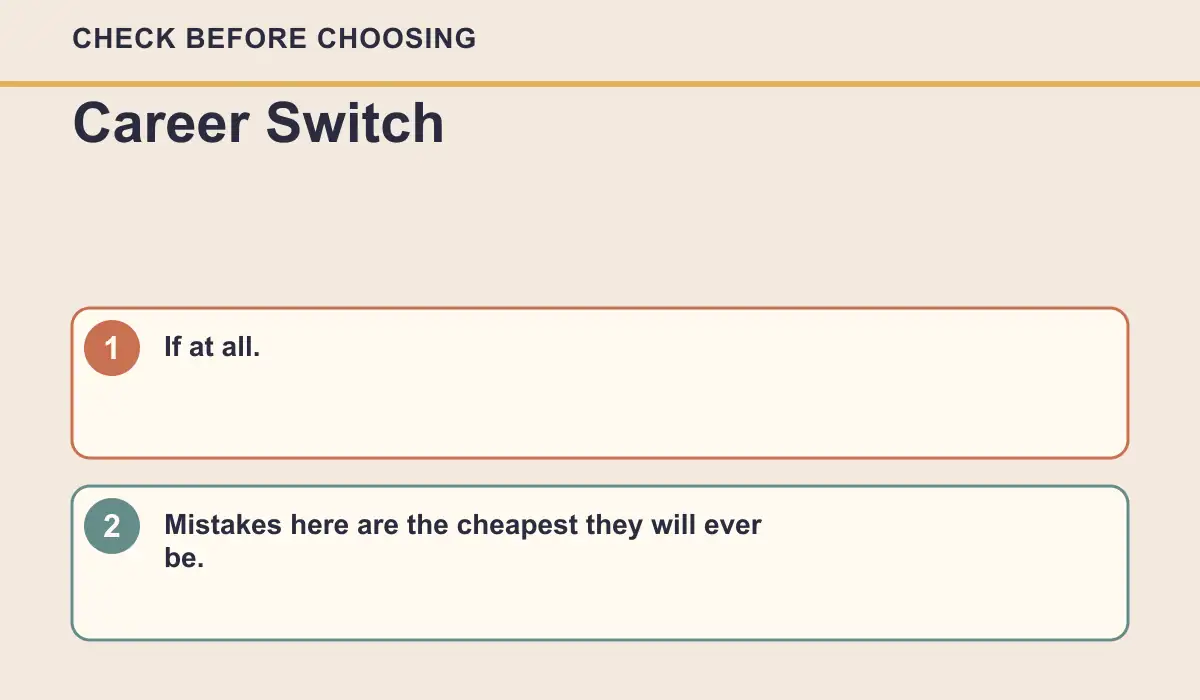 CHECK BEFORE CHOOSING
Career Switch
1
If at all.
2
Mistakes here are the cheapest they will ever
be.